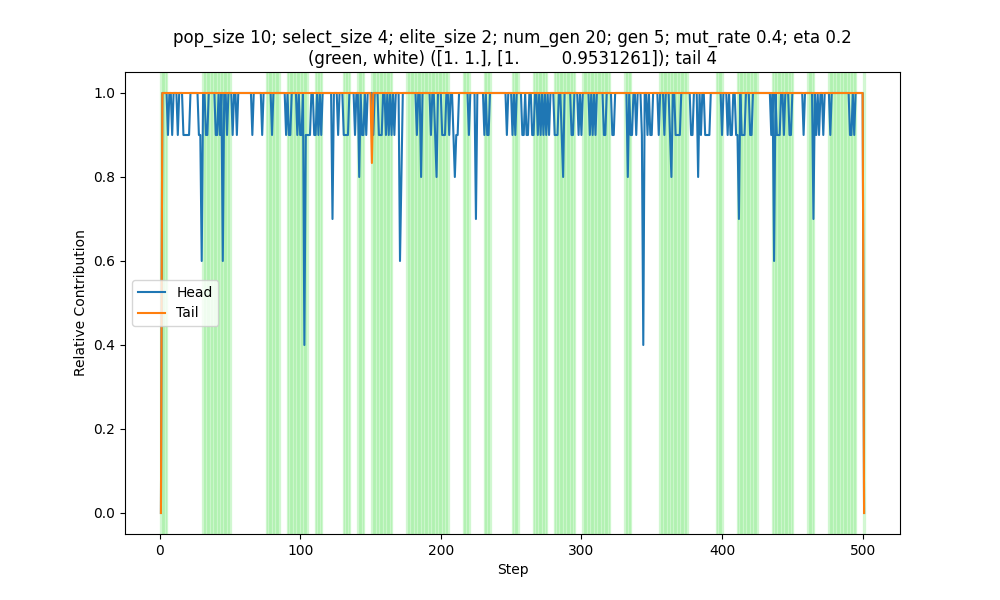 pop_size 10; select_size 4; elite_size 2; num_gen 20; gen 5; mut_rate 0.4; eta 0.2
(green, white) ([1. 1.], [1.        0.9531261]); tail 4
1.0
0.8
0.6
0.4
0.2
0.0
Relative Contribution
Head
Tail
0
100
200
300
400
500
Step